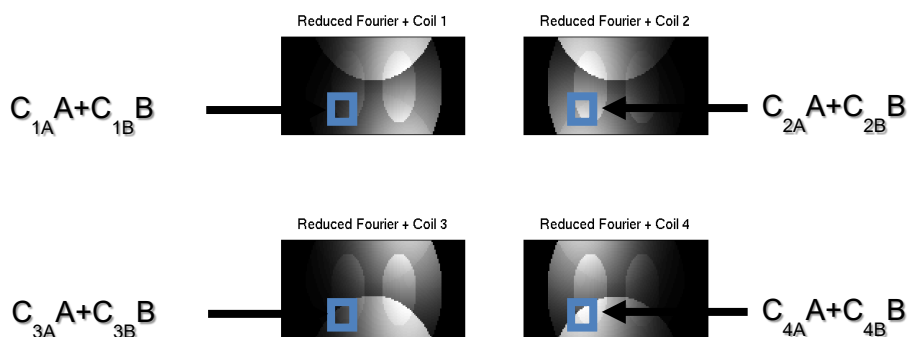 Reduced Fourier + Coil 1
Reduced Fourier + Coil 2
C1AA+C1BB
C2AA+C2BB
Reduced Fourier + Coil 3
Reduced Fourier + Coil 4
C3AA+C3BB
C4AA+C4BB